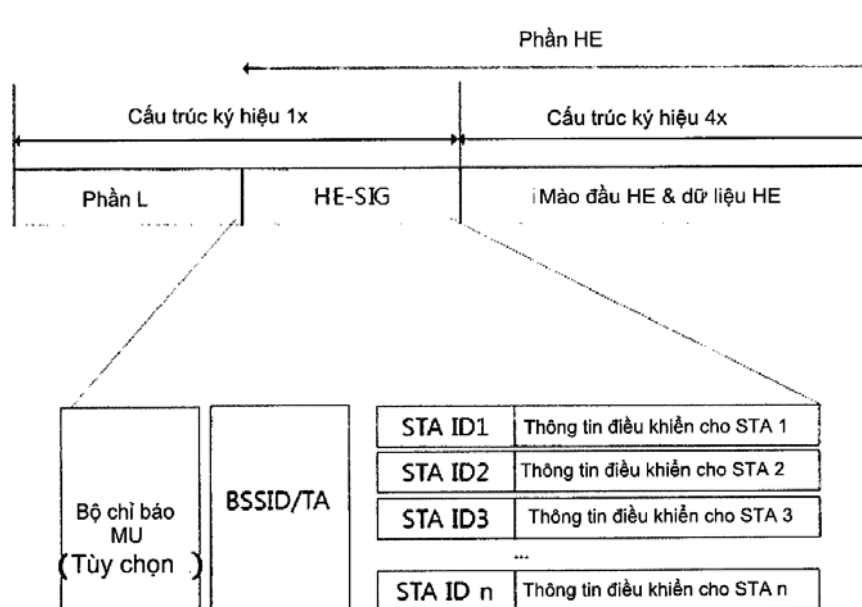 Phần HE
Cấu trúc ký hiệu 1x
Cấu trúc ký hiệu 4x
Phần L
HE-SIG
Mào đầu HE & dữ liệu HE
Bộ chỉ báo
MU
(Tùy chọn )
BSSID/TA
STA ID1 Thông tin điều khiển cho STA 1
STA ID2 Thông tin điều khiển cho STA 2
STA ID3 Thông tin điều khiển cho STA 3
...
STA ID n Thông tin điều khiển cho STA n